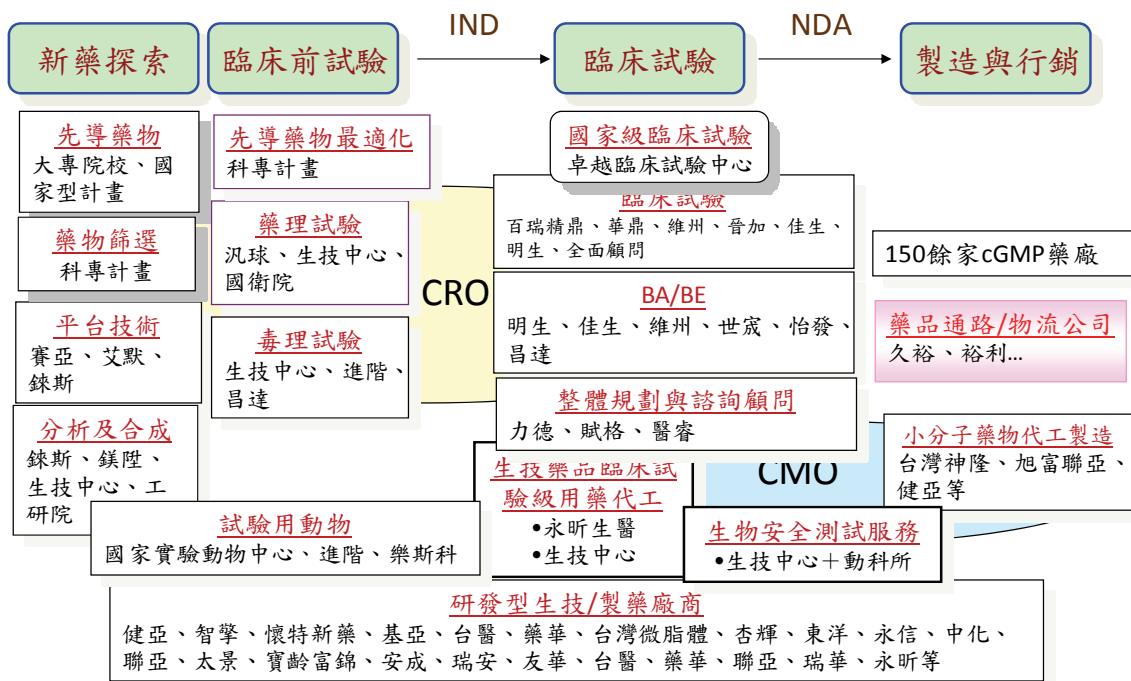 IND
NDA
新藥探索
臨床前試驗
臨床試驗
製造與行銷
先導藥物
大專院校、國
家型計畫
藥物篩選
科專計畫
平台技術
賽亞、艾默、
錸斯
分析及合成
錸斯、鎂陞、
生技中心、工
研院
先導藥物最適化
科專計畫
藥理試驗
汎球、生技中心、
國衛院
毒理試驗
生技中心、進階、
昌達
CRO
國家級臨床試驗
卓越臨床試驗中心
臨床試驗
百瑞精鼎、華鼎、維州、晉加、佳生、
明生、全面顧問
BA/BE
明生、佳生、維州、世宬、怡發、
昌達
整體規劃與諮詢顧問
力德、賦格、醫睿
150餘家cGMP藥廠
藥品通路/物流公司
久裕、裕利…
小分子藥物代工製造
台灣神隆、旭富聯亞、
健亞等
CMO
生技藥品臨床試
驗級用藥代工
•永昕生醫
•生技中心
生物安全測試服務
•生技中心＋動科所
試驗用動物
國家實驗動物中心、進階、樂斯科
研發型生技/製藥廠商
健亞、智擎、懷特新藥、基亞、台醫、藥華、台灣微脂體、杏輝、東洋、永信、中化、
聯亞、太景、寶齡富錦、安成、瑞安、友華、台醫、藥華、聯亞、瑞華、永昕等